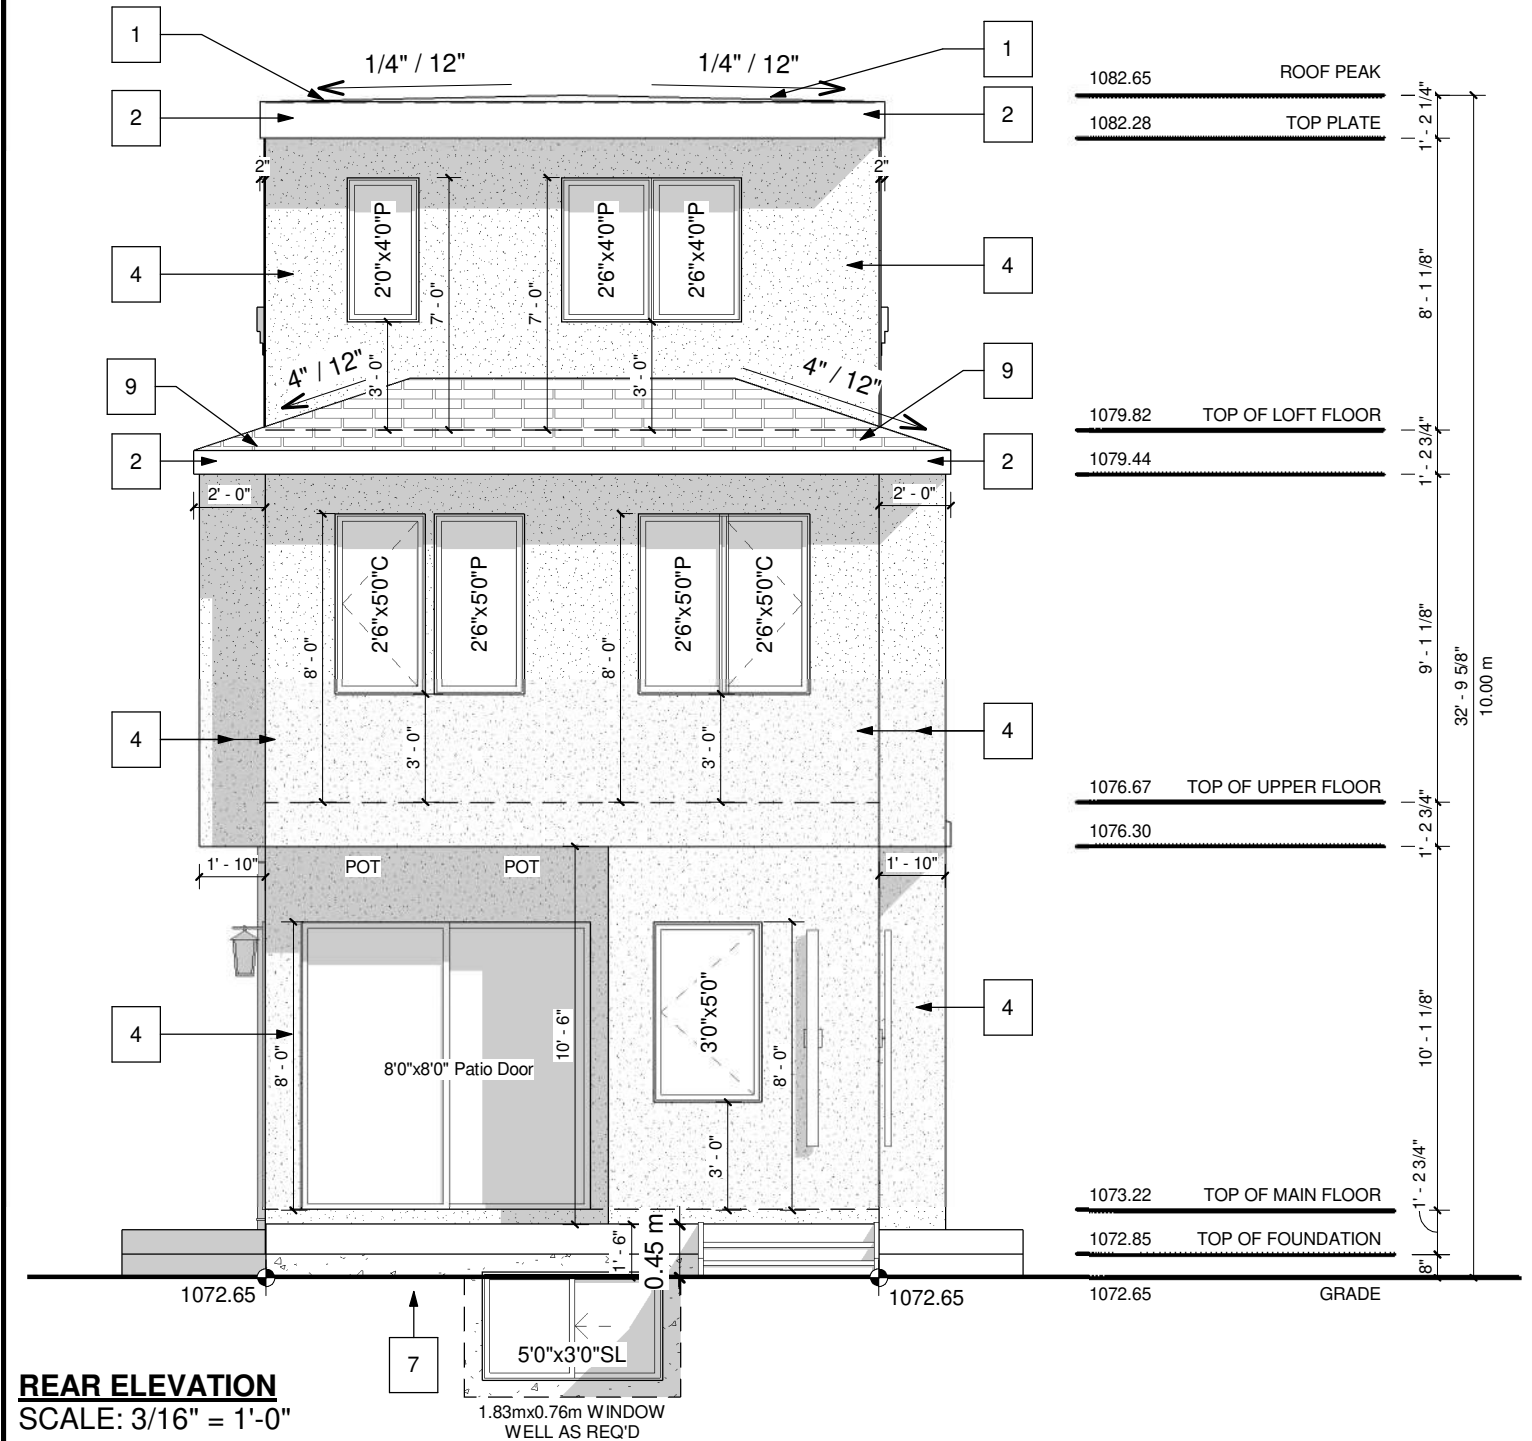 1
1/4" / 12"
1/4" / 12"
1
1082.65 ROOF PEAK
1' - 2 1/4"
2
2
1082.28 TOP PLATE
2"
2"
2'0"x4'0"P
2'6"x4'0"P
2'6"x4'0"P
4
4
7' - 0"
7' - 0"
8' - 1 1/8"
3' - 0"
3' - 0"
4" / 12"
4" / 12"
9
9
1079.82 TOP OF LOFT FLOOR
1' - 2 3/4"
2
2
1079.44
2' - 0"
2' - 0"
2'6"x5'0"C
2'6"x5'0"P
2'6"x5'0"P
2'6"x5'0"C
8' - 0"
8' - 0"
9' - 1 1/8"
32' - 9 5/8"
10.00 m
4
4
3' - 0"
3' - 0"
1076.67 TOP OF UPPER FLOOR
1' - 2 3/4"
1076.30
1' - 10"
POT
POT
1' - 10"
4
4
8' - 0"
8'0"x8'0" Patio Door
10' - 6"
3'0"x5'0"
8' - 0"
10' - 1 1/8"
3' - 0"
1' - 2 3/4"
1073.22 TOP OF MAIN FLOOR
1072.85 TOP OF FOUNDATION
1' - 6"
0.45 m
8"
1072.65
1072.65
1072.65 GRADE
7
5'0"x3'0"SL
REAR ELEVATION
SCALE: 3/16" = 1'-0"
1.83mx0.76m WINDOW
WELL AS REQ'D